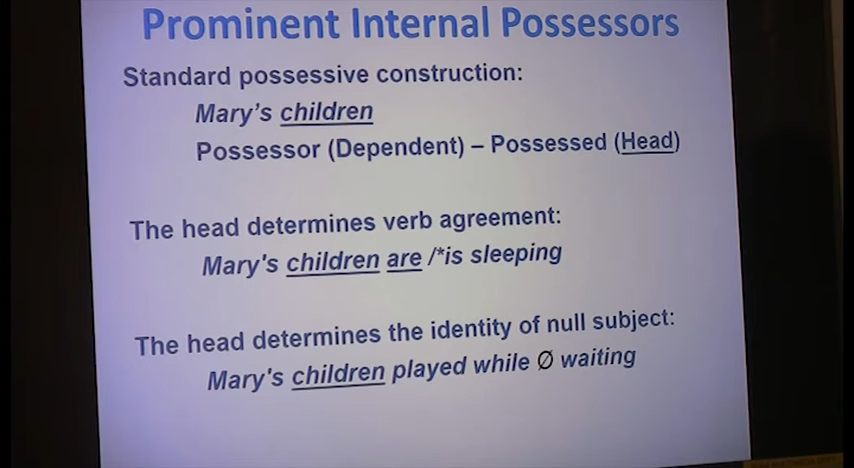 Prominent Internal Possessors
Standard possessive construction:
Mary's children
Possessor (Dependent) – Possessed (Head)
The head determines verb agreement:
Mary's children are /*is sleeping
The head determines the identity of null subject:
Mary's children played while Ø waiting